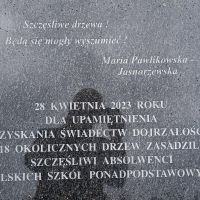 Szczęśliwe drzewa !
Będą się mogły wyszumieć .
Maria Pawlikowska –
Jasnorzewska
28 KWIETNIA 2023 ROKU
DLA UPAMIĘTNIENIA
ZYSKANIA ŚWIADECTW DOJRZAŁOŚ
18 OKOLICZNYCH DRZEW ZASADZIL
SZCZĘŚLIWI ABSOLWENCI
LSKICH SZKÓŁ PONADPODSTAWOWY